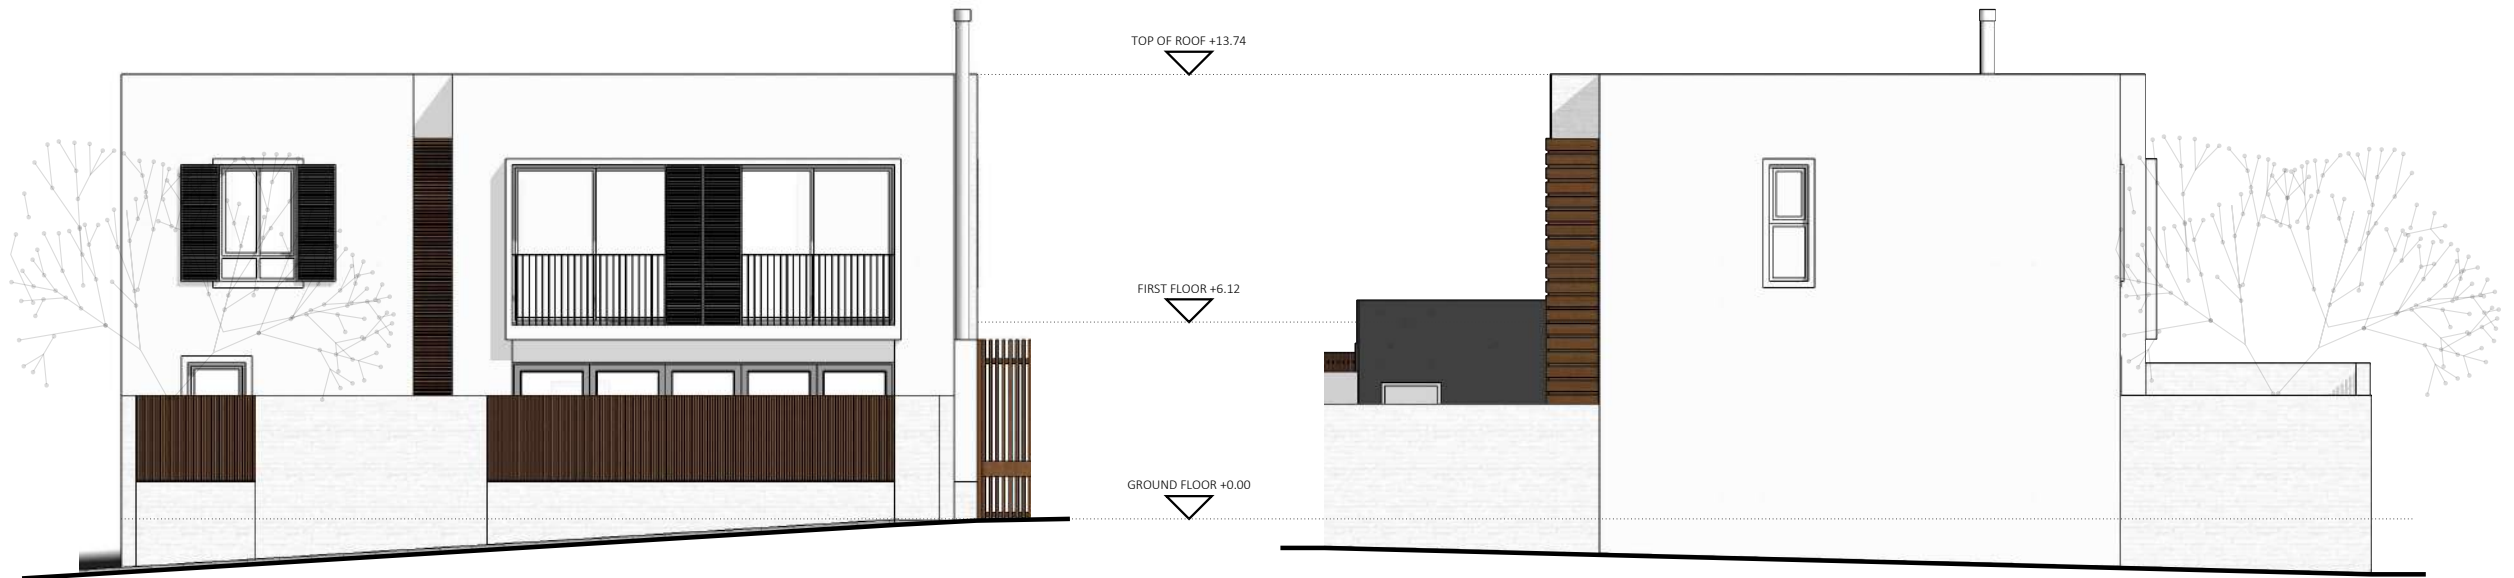 TOP OF ROOF +13.74
FIRST FLOOR +6.12
GROUND FLOOR +0.00